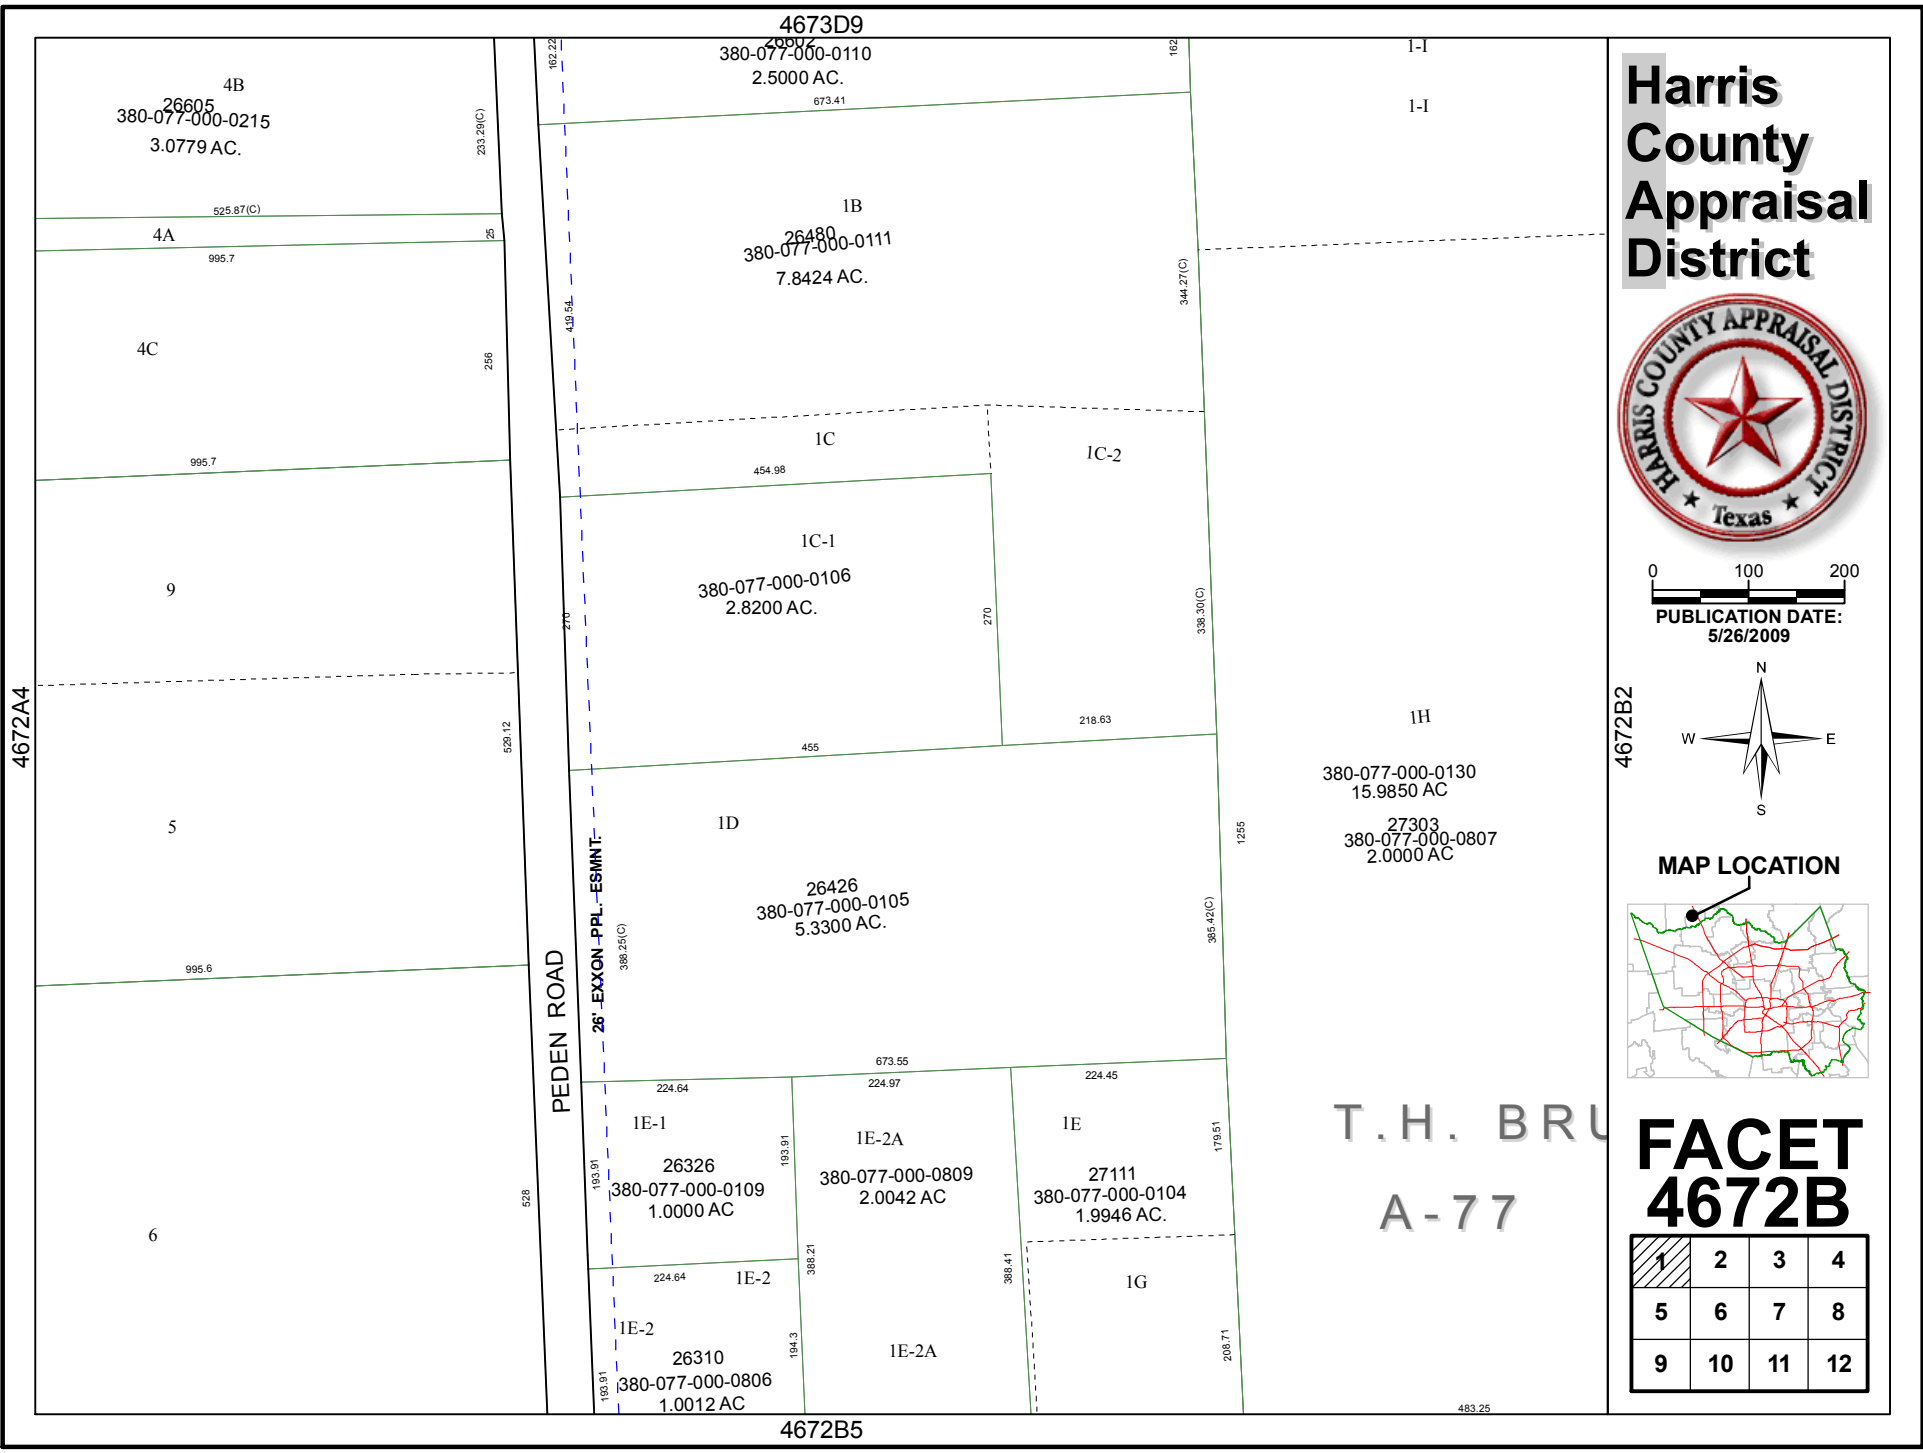 4673D9
4672A4
4672B2
4672B5
4B
26605
380-077-000-0215
3.0779 AC.
233.29(C)
525.87(C)
4A
25
995.7
4C
256
995.7
9
529.12
5
995.6
6
528
PEDEN ROAD
26' EXXON PPL. ESMNT.
162.22
26602
380-077-000-0110
2.5000 AC.
162
673.41
1B
26480
380-077-000-0111
7.8424 AC.
419.54
344.27(C)
1C
454.98
1C-2
1C-1
380-077-000-0106
2.8200 AC.
270
270
338.30(C)
218.63
455
1D
26426
380-077-000-0105
5.3300 AC.
388.25(C)
385.42(C)
1255
673.55
224.64
224.97
224.45
1E-1
26326
380-077-000-0109
1.0000 AC
193.91
193.91
1E-2A
380-077-000-0809
2.0042 AC
1E
27111
380-077-000-0104
1.9946 AC.
179.51
224.64
1E-2
388.21
388.41
1G
1E-2
26310
380-077-000-0806
1.0012 AC
193.91
194.3
1E-2A
208.71
1-I
1-I
1H
380-077-000-0130
15.9850 AC
27303
380-077-000-0807
2.0000 AC
T.H. BRU
A-77
483.25
Harris
County
Appraisal
District
HARRIS COUNTY APPRAISAL DISTRICT
★ Texas ★
0 100 200
PUBLICATION DATE:
5/26/2009
N
W E
S
MAP LOCATION
FACET
4672B
1 2 3 4
5 6 7 8
9 10 11 12